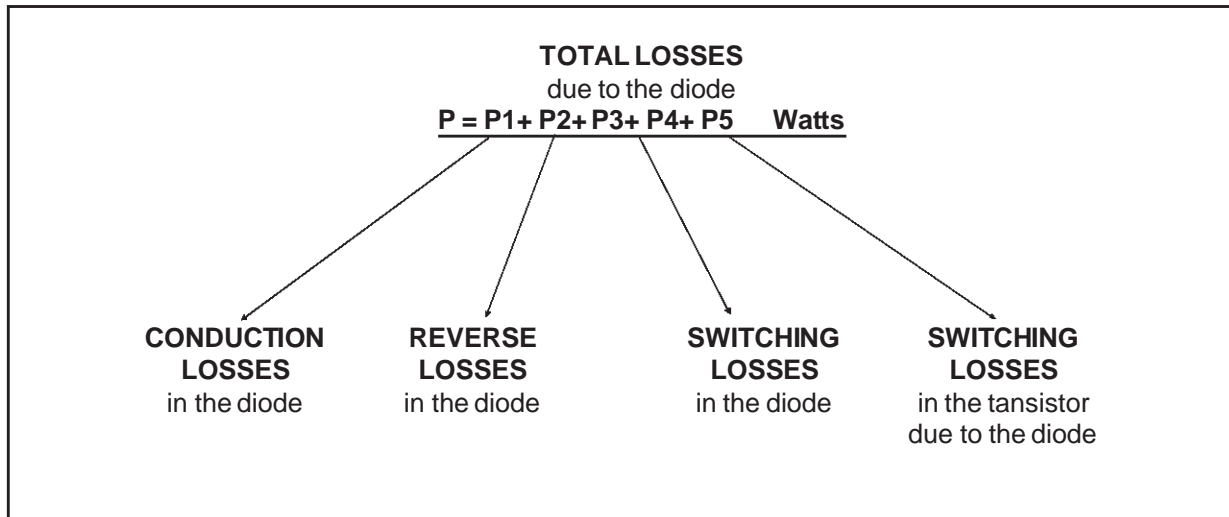 TOTAL LOSSES
due to the diode
P = P1+ P2+ P3+ P4+ P5 Watts
CONDUCTION LOSSES
in the diode
REVERSE LOSSES
in the diode
SWITCHING LOSSES
in the diode
SWITCHING LOSSES
in the tansistor
due to the diode